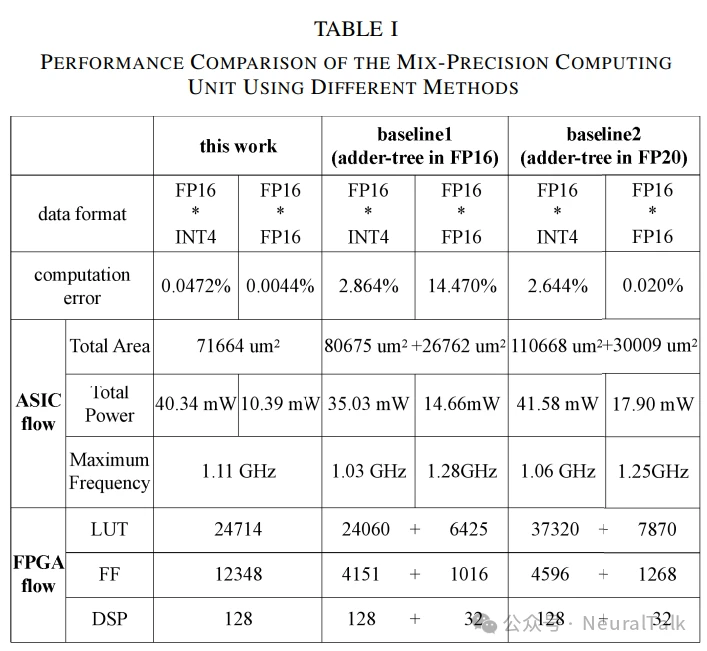 TABLE I
PERFORMANCE COMPARISON OF THE MIX-PRECISION COMPUTING
UNIT USING DIFFERENT METHODS
this work
baseline1
(adder-tree in FP16)
baseline2
(adder-tree in FP20)
data format
FP16
*
INT4
FP16
*
FP16
FP16
*
INT4
FP16
*
FP16
FP16
*
INT4
FP16
*
FP16
computation
error
0.0472%
0.0044%
2.864%
14.470%
2.644%
0.020%
ASIC
flow
Total Area
71664 um²
80675 um² +26762 um²
110668 um²+30009 um²
Total
Power
40.34 mW
10.39 mW
35.03 mW
14.66mW
41.58 mW
17.90 mW
Maximum
Frequency
1.11 GHz
1.03 GHz
1.28GHz
1.06 GHz
1.25GHz
FPGA
flow
LUT
24714
24060 + 6425
37320 + 7870
FF
12348
4151 + 1016
4596 + 1268
DSP
128
128 + 32
128 + 32
公众号 · NeuralTalk